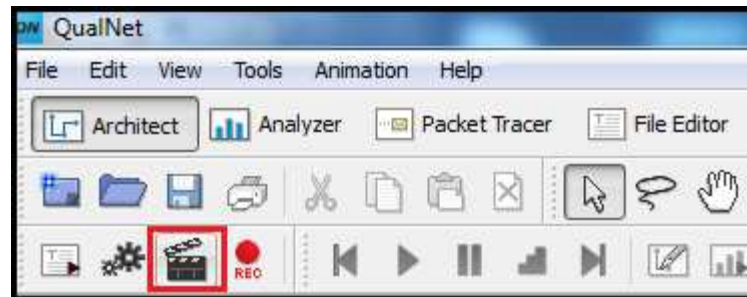 QualNet
File Edit View Tools Animation Help
Architect Analyzer Packet Tracer File Editor
REC